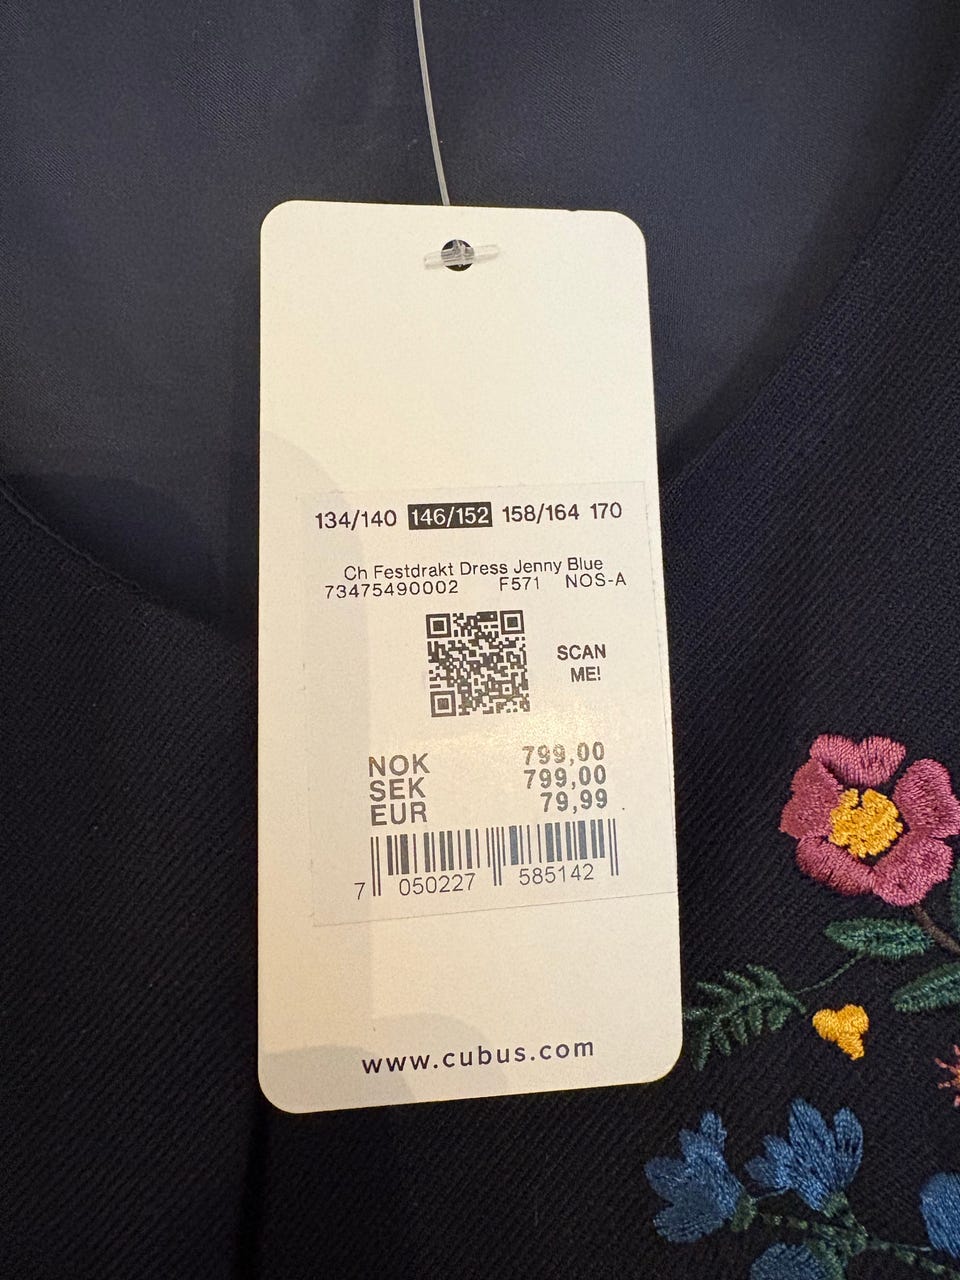 134/140 146/152 158/164 170
Ch Festdrakt Dress Jenny Blue
73475490002 F571 NOS-A
SCAN
ME!
NOK 799,00
SEK 799,00
EUR 79,99
7 050227 585142
www.cubus.com